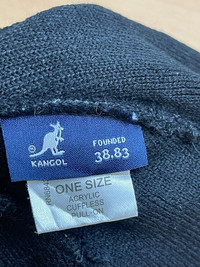 FOUNDED
38.83
® KANGOL
ONE SIZE
ACRYLIC
CUFFLESS
PULL-ON